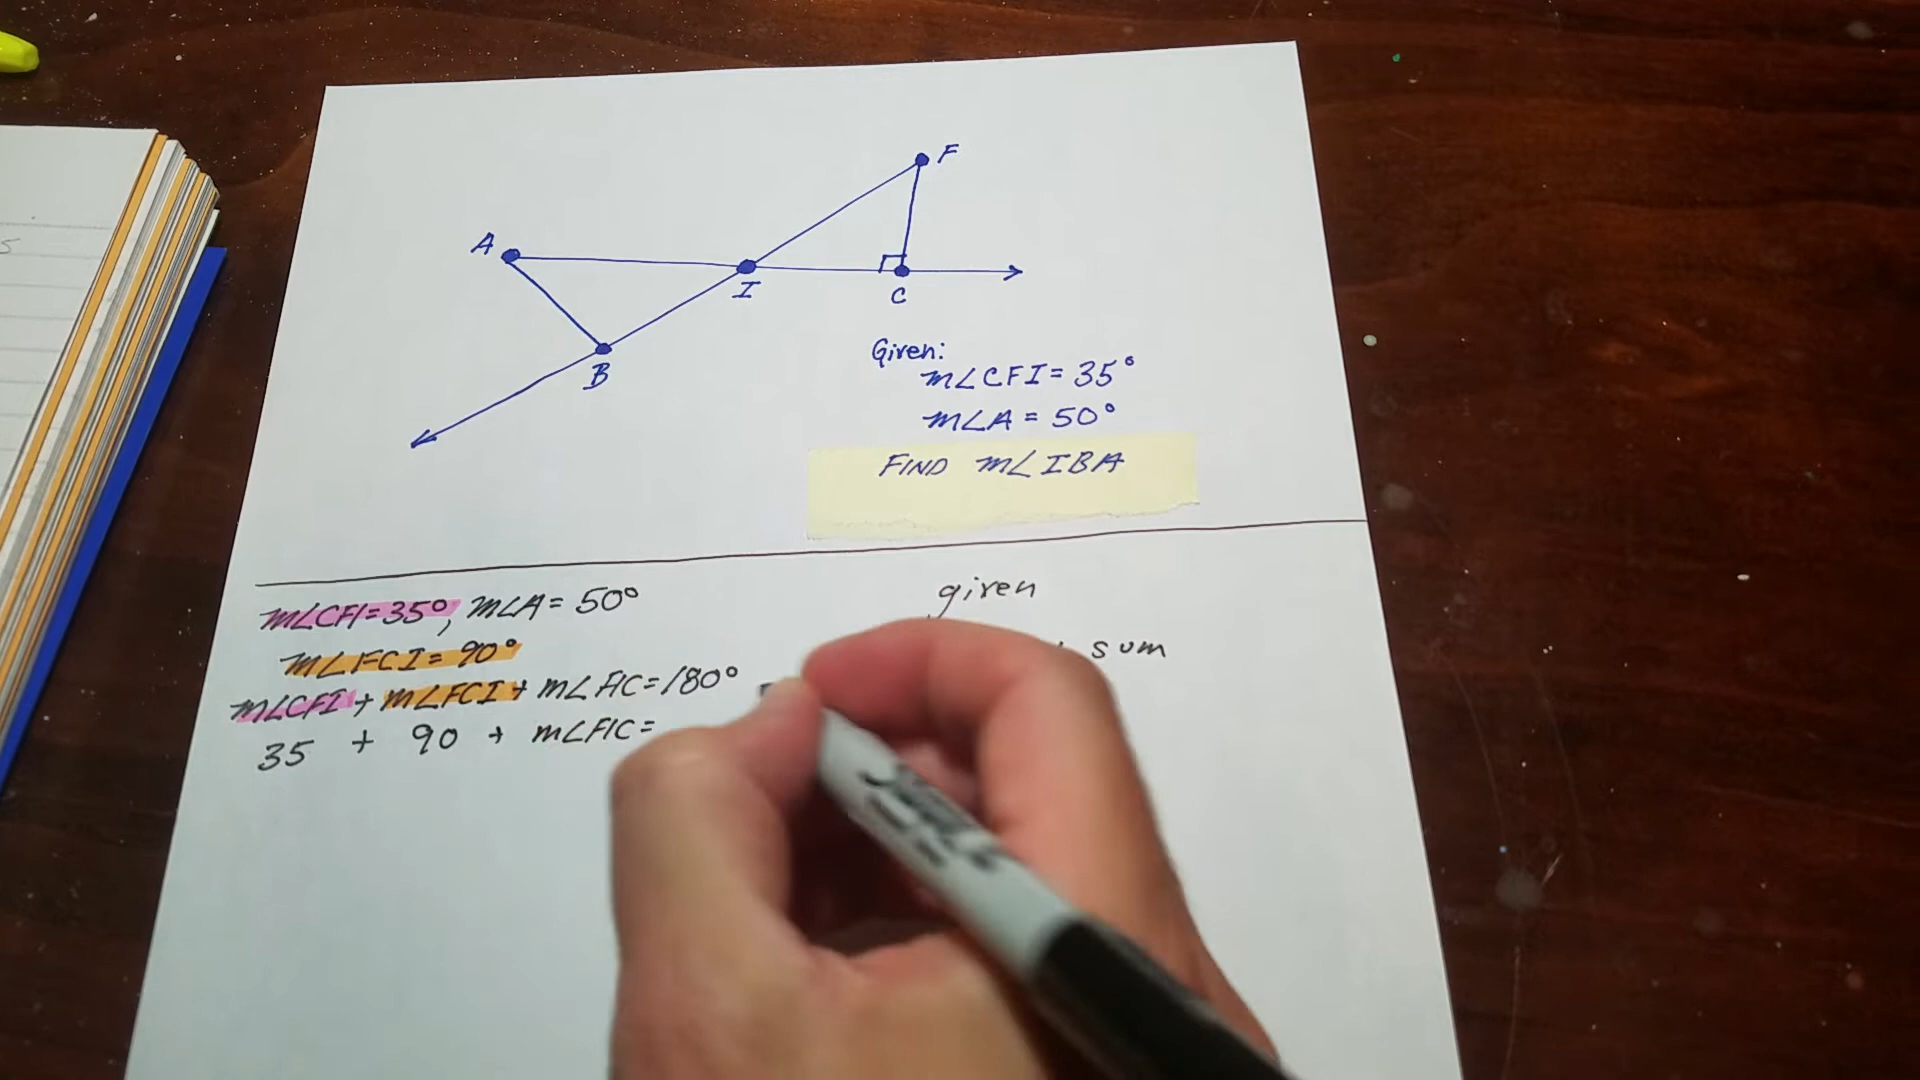 F
A
I
C
B
Given:
m∠CFI = 35°
m∠A = 50°
FIND m∠IBA
m∠CFI = 35°, m∠A = 50°
given
m∠FCI = 90°
sum
m∠CFI + m∠FCI + m∠FIC = 180°
35 + 90 + m∠FIC =
Sharpie